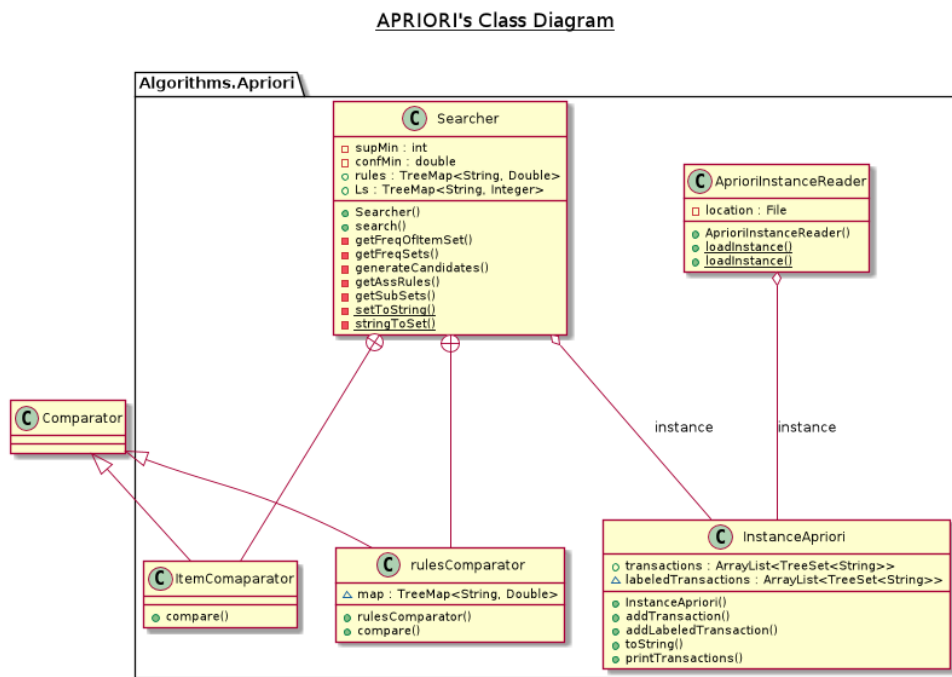 APRIORI's Class Diagram
Algorithms.Apriori
C Searcher
supMin : int
confMin : double
rules : TreeMap<String, Double>
Ls : TreeMap<String, Integer>
Searcher()
search()
getFreqOfItemSet()
getFreqSets()
generateCandidates()
getAssRules()
getSubSets()
setToString()
stringToSet()
C AprioriInstanceReader
location : File
AprioriInstanceReader()
loadInstance()
loadInstance()
C Comparator
instance
instance
C ItemComaparator
compare()
C rulesComparator
map : TreeMap<String, Double>
rulesComparator()
compare()
C InstanceApriori
transactions : ArrayList<TreeSet<String>>
labeledTransactions : ArrayList<TreeSet<String>>
InstanceApriori()
addTransaction()
addLabeledTransaction()
toString()
printTransactions()